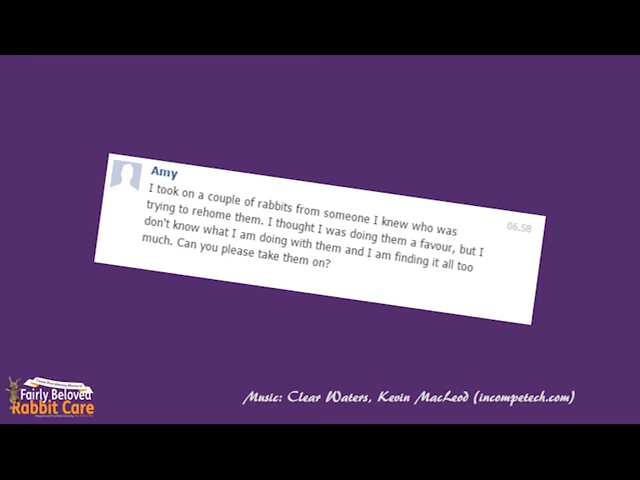 Amy
I took on a couple of rabbits from someone I knew who was
trying to rehome them. I thought I was doing them a favour, but I
don't know what I am doing with them and I am finding it all too
much. Can you please take them on?
06.58
Fairly Beloved
Rabbit Care
Music: Clear Waters, Kevin MacLeod (incompetech.com)